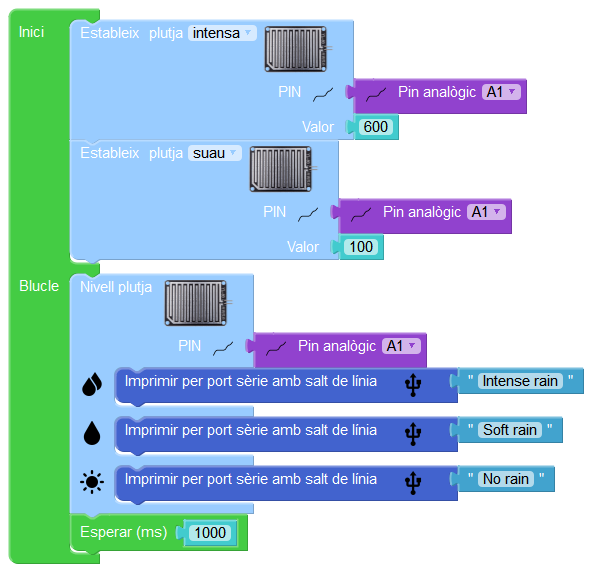 Inici
Estableix plutja intensa
PIN Pin analògic A1
Valor 600
Estableix plutja suau
PIN Pin analògic A1
Valor 100
Blucle
Nivell plutja
PIN Pin analògic A1
Imprimir per port sèrie amb salt de línia " Intense rain "
Imprimir per port sèrie amb salt de línia " Soft rain "
Imprimir per port sèrie amb salt de línia " No rain "
Esperar (ms) 1000